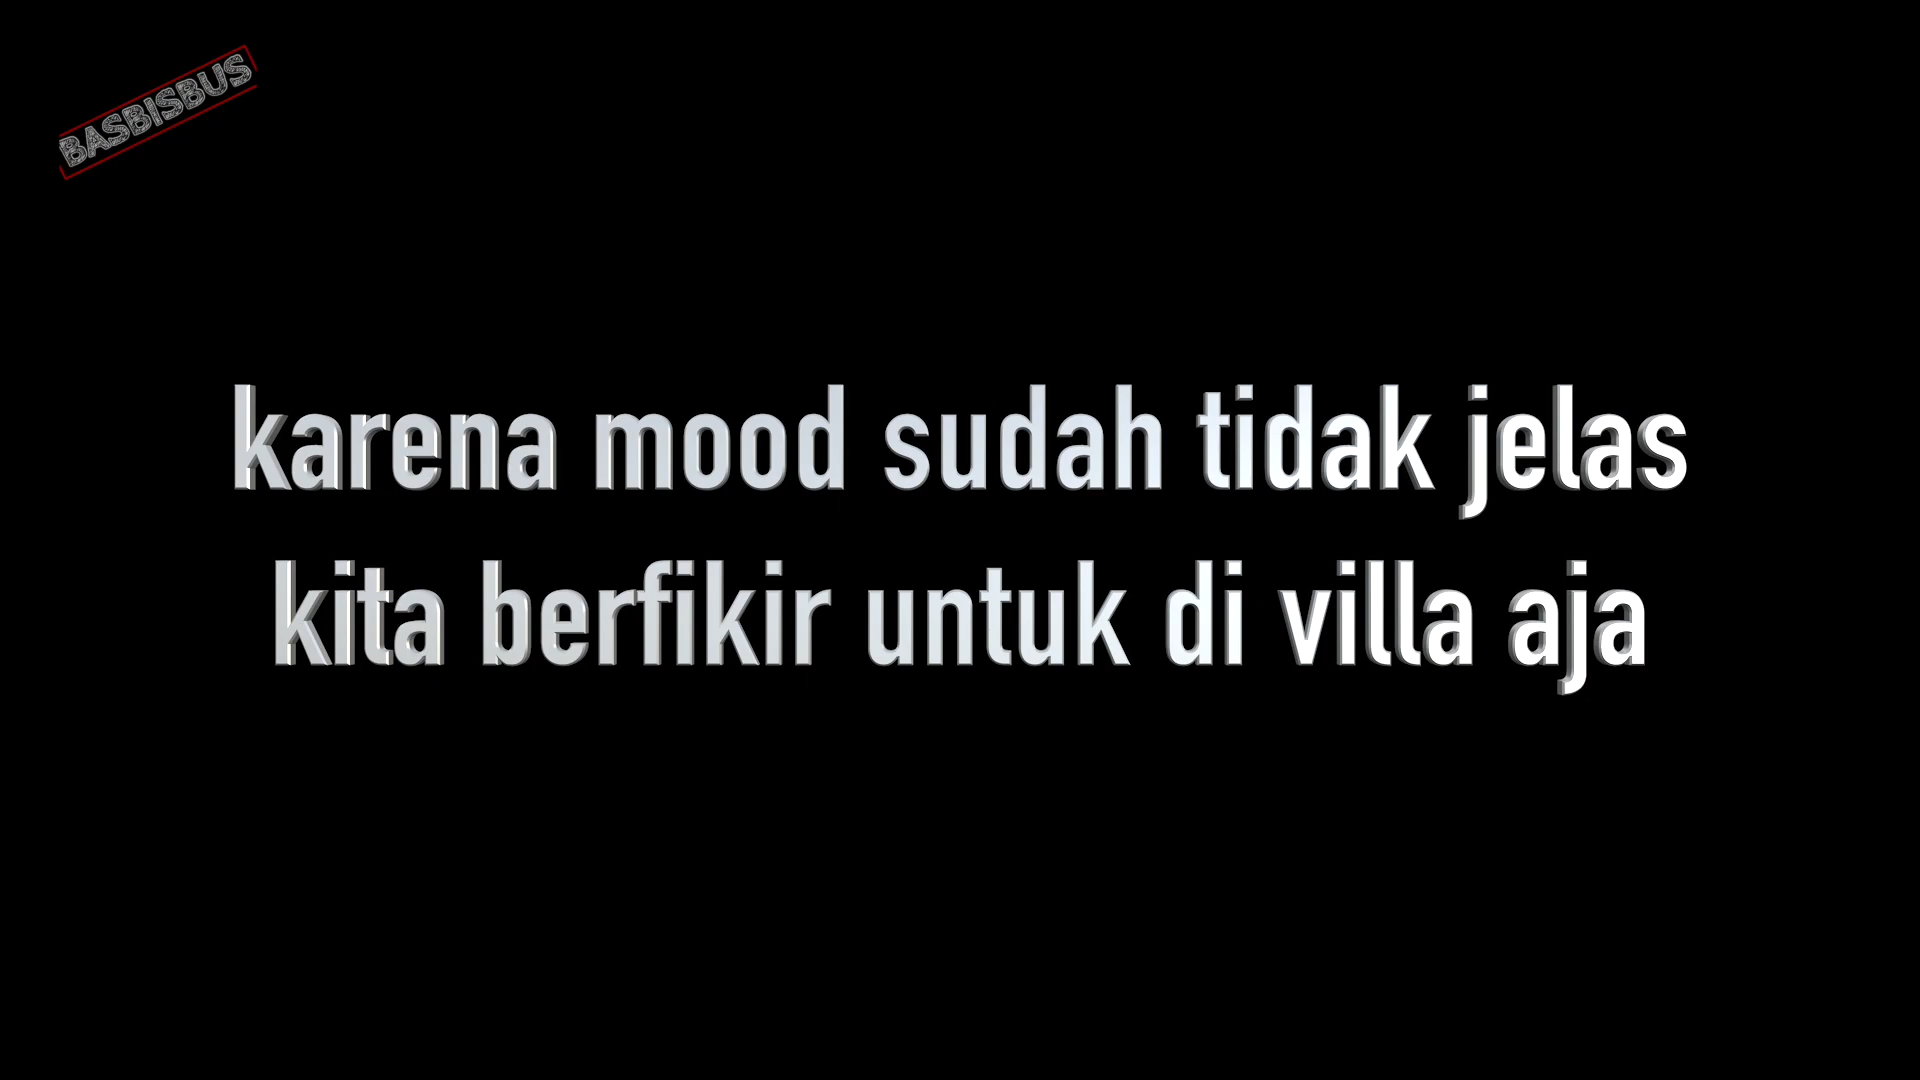 BASBISBUS
karena mood sudah tidak jelas
kita berfikir untuk di villa aja